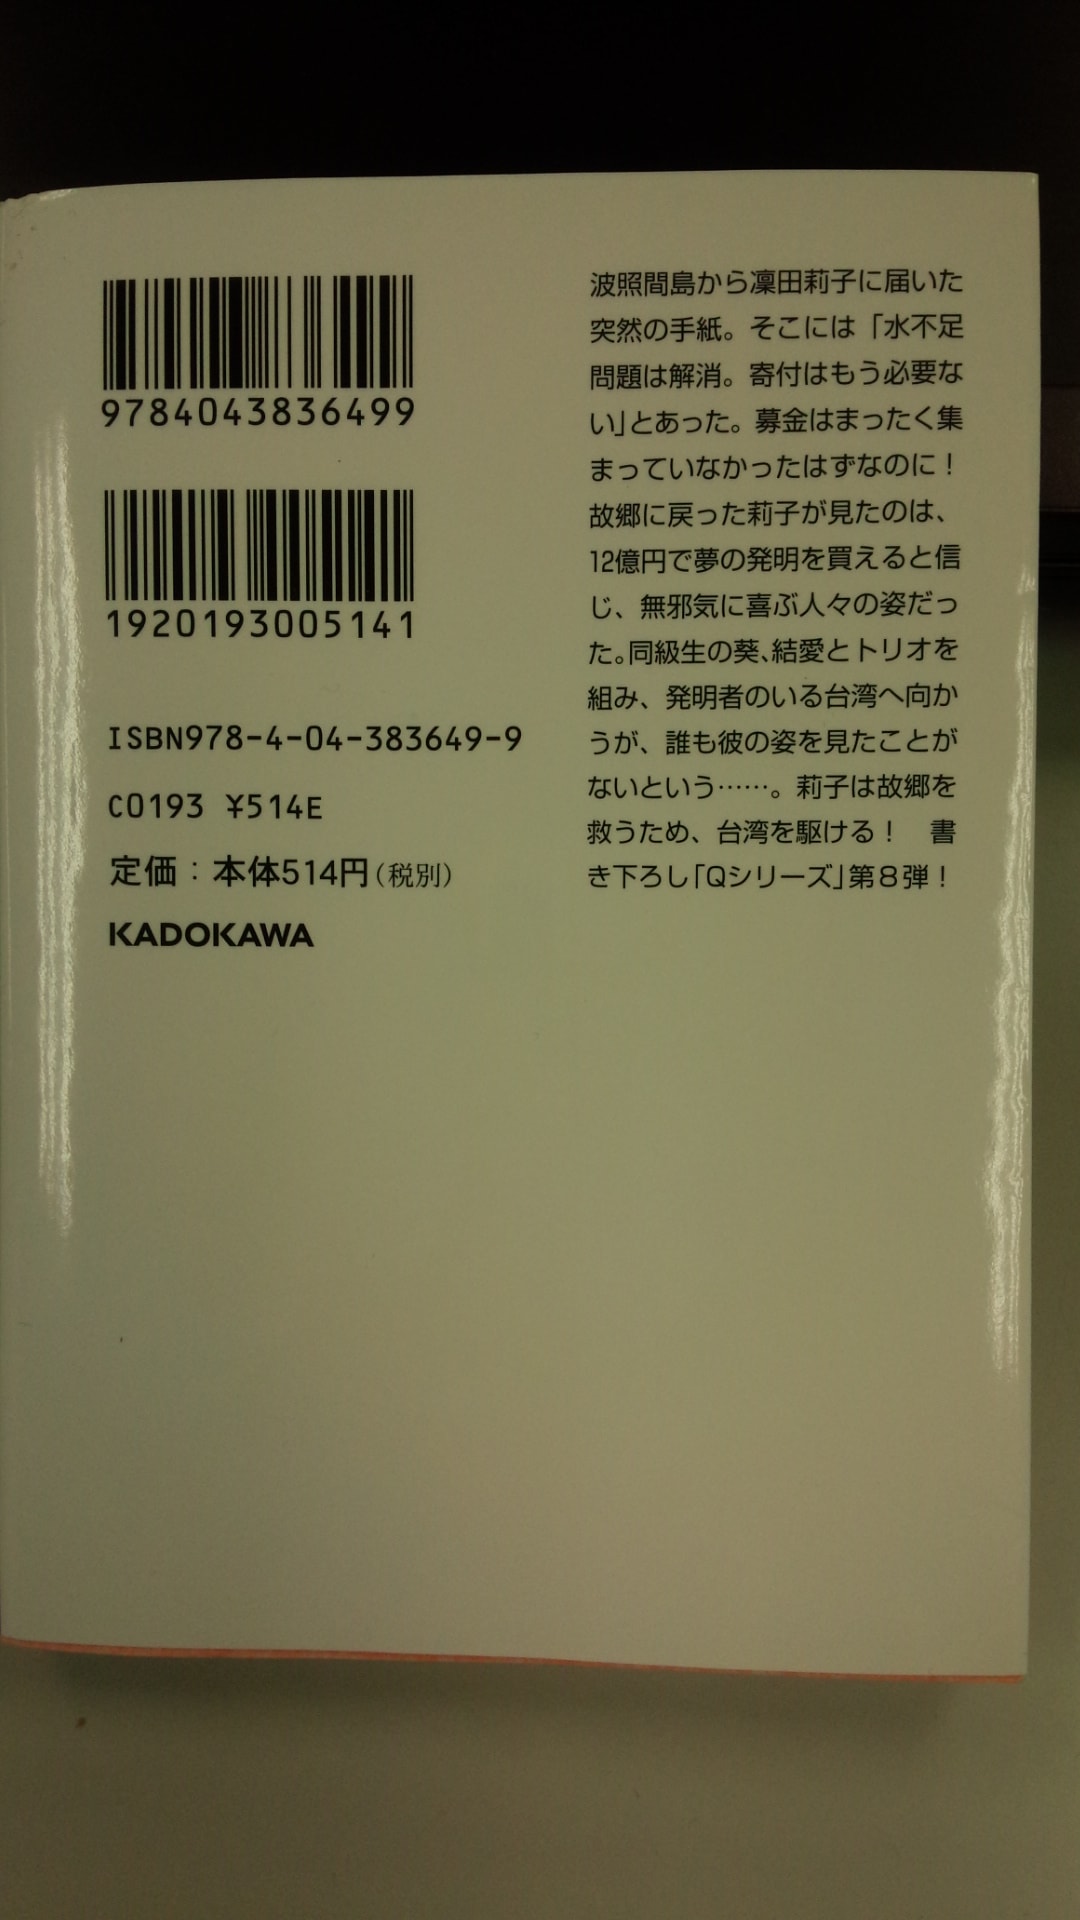 9784043836499
1920193005141
ISBN978-4-04-383649-9
C0193 ¥514E
定価：本体514円（税別）
KADOKAWA
波照間島から凜田莉子に届いた
突然の手紙。そこには「水不足
問題は解消。寄付はもう必要な
い」とあった。募金はまったく集
まっていなかったはずなのに！
故郷に戻った莉子が見たのは、
12億円で夢の発明を買えると信
じ、無邪気に喜ぶ人々の姿だっ
た。同級生の葵、結愛とトリオを
組み、発明者のいる台湾へ向か
うが、誰も彼の姿を見たことが
ないという……。莉子は故郷を
救うため、台湾を駆ける！　書
き下ろし「Qシリーズ」第8弾！